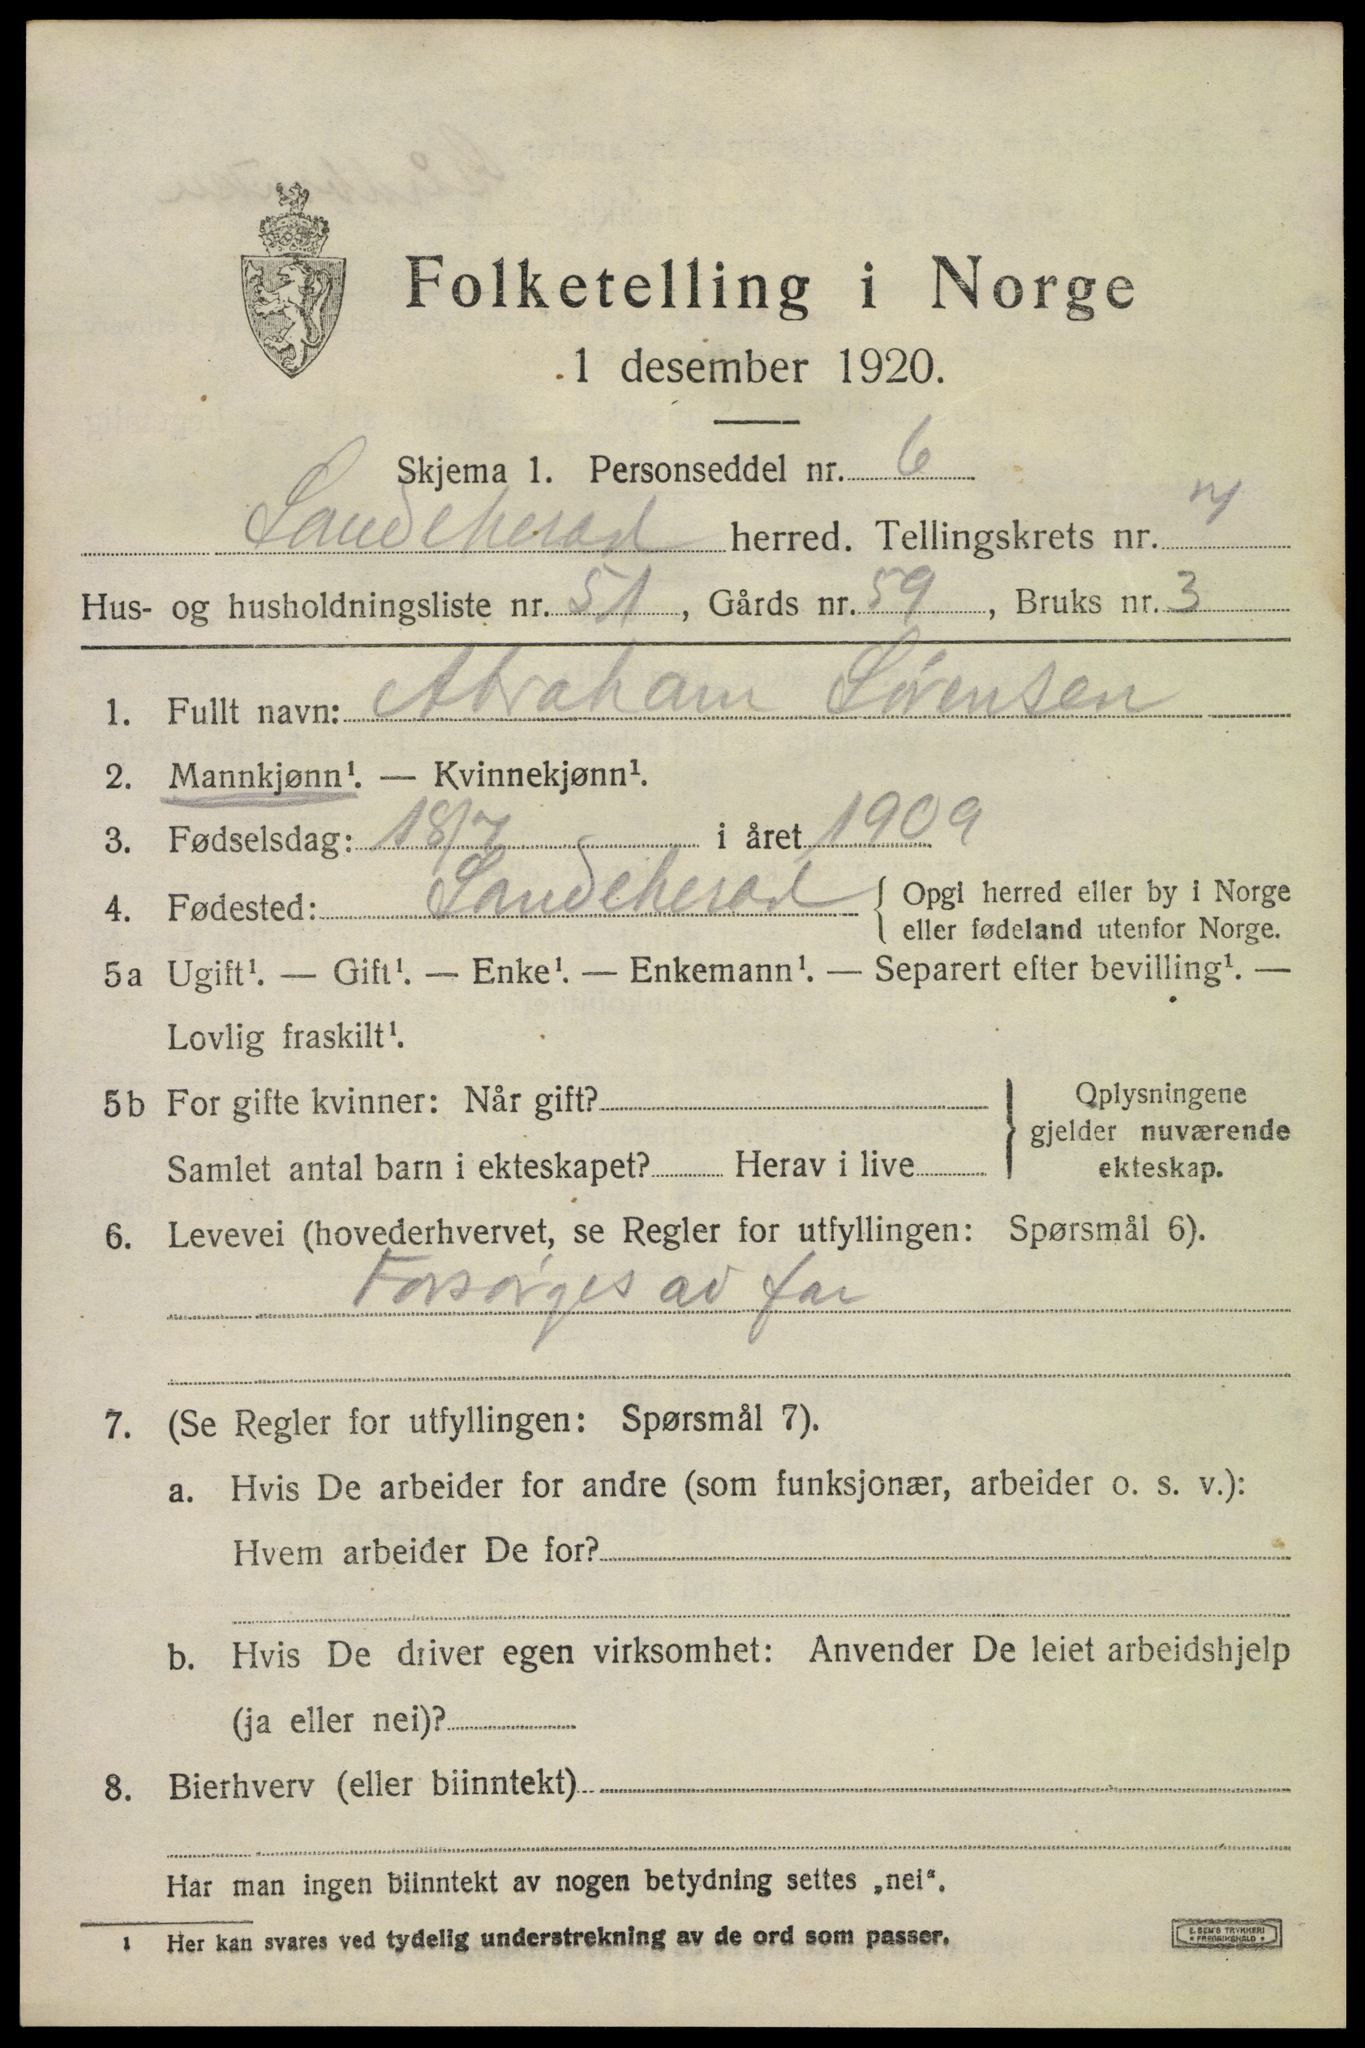 Folketelling i Norge
1 desember 1920.
Skjema 1. Personseddel nr. 6
Sandeherad herred. Tellingskrets nr. 7
Hus- og husholdningsliste nr. 51, Gårds nr. 59, Bruks nr. 3
1. Fullt navn: Abraham Sørensen
2. Mannkjønn¹. — Kvinnekjønn¹.
3. Fødselsdag: 18/7 i året 1909
4. Fødested: Sandeherad { Opgi herred eller by i Norge
eller fødeland utenfor Norge.
5a Ugift¹. — Gift¹. — Enke¹. — Enkemann¹. — Separert efter bevilling¹. —
Lovlig fraskilt¹.
5b For gifte kvinner: Når gift?
Samlet antal barn i ekteskapet? Herav i live
} Oplysningene
gjelder nuværende
ekteskap.
6. Levevei (hovederhvervet, se Regler for utfyllingen: Spørsmål 6).
Forsørges av far
7. (Se Regler for utfyllingen: Spørsmål 7).
a. Hvis De arbeider for andre (som funksjonær, arbeider o. s. v.):
Hvem arbeider De for?
b. Hvis De driver egen virksomhet: Anvender De leiet arbeidshjelp
(ja eller nei)?
8. Bierhverv (eller biinntekt)
Har man ingen biinntekt av nogen betydning settes „nei".
1 Her kan svares ved tydelig understrekning av de ord som passer.
E. SEM'S TRYKKERI
* FREDRIKSHALD *